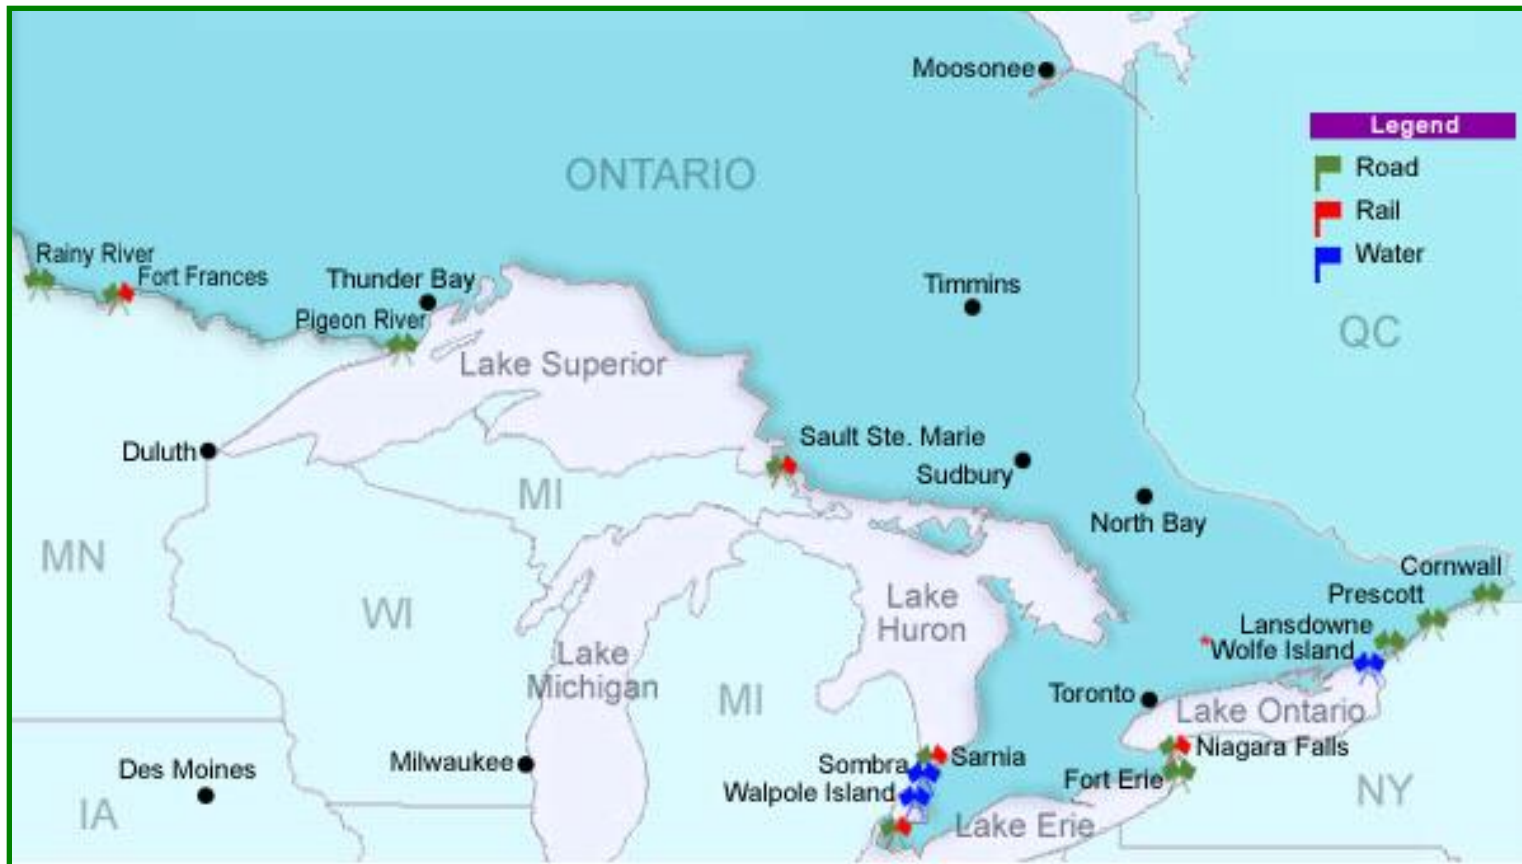 Moosonee
Legend
Road
Rail
Water
ONTARIO
Rainy River
Fort Frances
Thunder Bay
Pigeon River
Timmins
QC
Lake Superior
Duluth
Sault Ste. Marie
Sudbury
MI
North Bay
MN
WI
Cornwall
Prescott
Lansdowne
* Wolfe Island
Lake
Huron
Lake
Michigan
MI
Toronto
Lake Ontario
Niagara Falls
Sarnia
Sombra
Milwaukee
Des Moines
Walpole Island
Fort Erie
NY
IA
Lake Erie